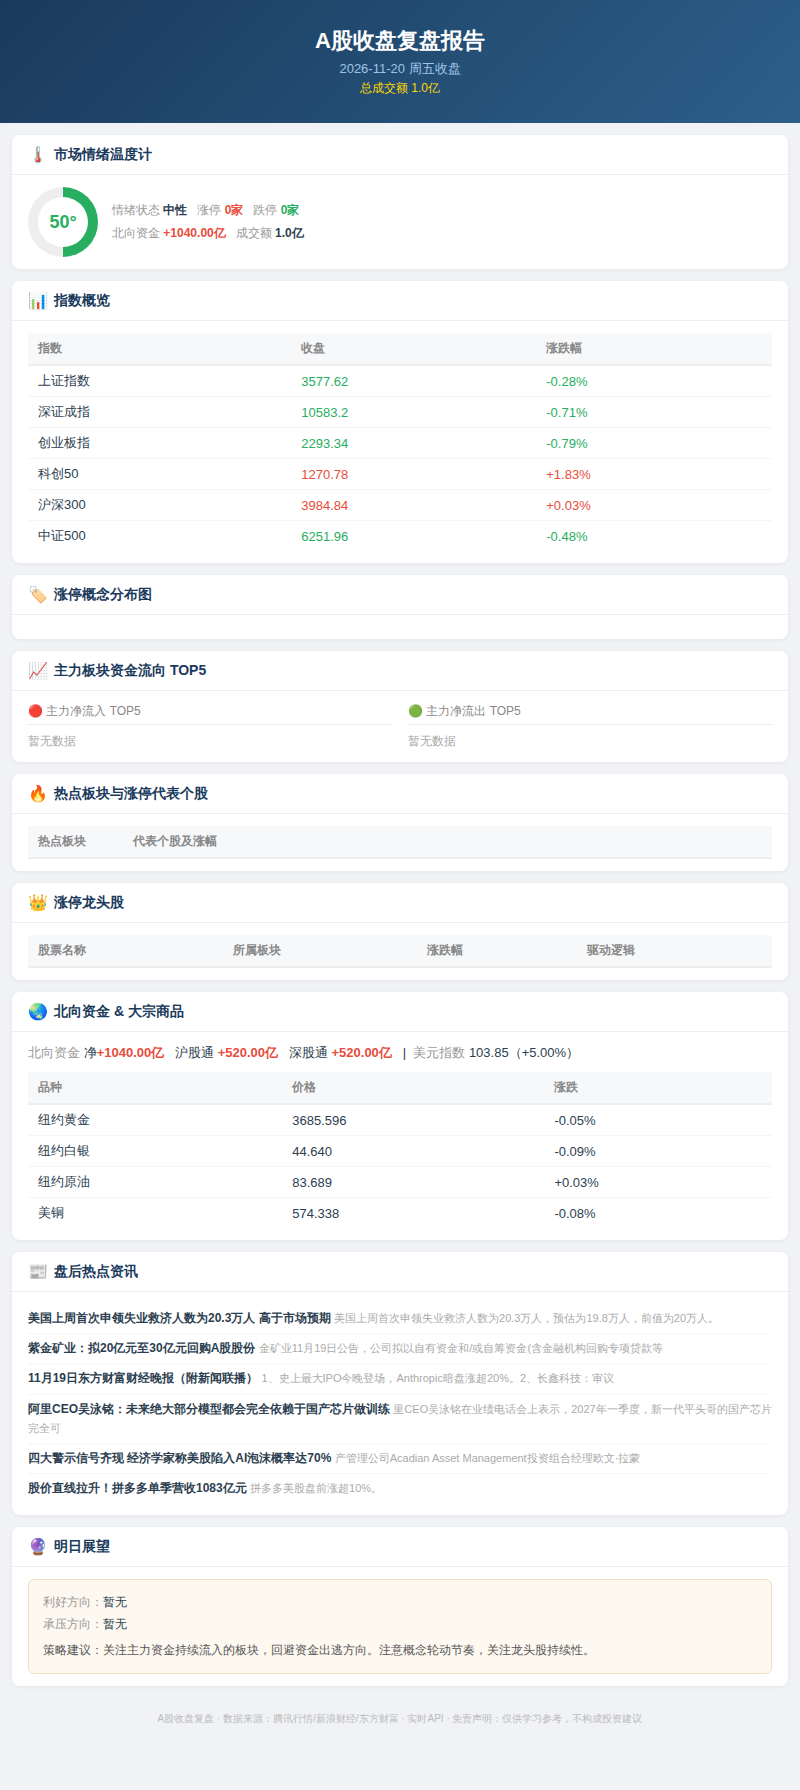 A股收盘复盘报告
2026-11-20 周五收盘
总成交额 1.0亿
市场情绪温度计
50°
情绪状态 中性 涨停 0家 跌停 0家
北向资金 +1040.00亿 成交额 1.0亿
指数概览
指数 收盘 涨跌幅
上证指数 3577.62 -0.28%
深证成指 10583.2 -0.71%
创业板指 2293.34 -0.79%
科创50 1270.78 +1.83%
沪深300 3984.84 +0.03%
中证500 6251.96 -0.48%
涨停概念分布图
主力板块资金流向 TOP5
主力净流入 TOP5 主力净流出 TOP5
暂无数据 暂无数据
热点板块与涨停代表个股
热点板块 代表个股及涨幅
涨停龙头股
股票名称 所属板块 涨跌幅 驱动逻辑
北向资金 & 大宗商品
北向资金 净+1040.00亿 沪股通 +520.00亿 深股通 +520.00亿 | 美元指数 103.85（+5.00%）
品种 价格 涨跌
纽约黄金 3685.596 -0.05%
纽约白银 44.640 -0.09%
纽约原油 83.689 +0.03%
美铜 574.338 -0.08%
盘后热点资讯
美国上周首次申领失业救济人数为20.3万人 高于市场预期 美国上周首次申领失业救济人数为20.3万人，预估为19.8万人，前值为20万人。
紫金矿业：拟20亿元至30亿元回购A股股份 金矿业11月19日公告，公司拟以自有资金和/或自筹资金(含金融机构回购专项贷款等
11月19日东方财富财经晚报（附新闻联播） 1、史上最大IPO今晚登场，Anthropic暗盘涨超20%。2、长鑫科技：审议
阿里CEO吴泳铭：未来绝大部分模型都会完全依赖于国产芯片做训练 里CEO吴泳铭在业绩电话会上表示，2027年一季度，新一代平头哥的国产芯片
完全可
四大警示信号齐现 经济学家称美股陷入AI泡沫概率达70% 产管理公司Acadian Asset Management投资组合经理欧文·拉蒙
股价直线拉升！拼多多单季营收1083亿元 拼多多美股盘前涨超10%。
明日展望
利好方向：暂无
承压方向：暂无
策略建议：关注主力资金持续流入的板块，回避资金出逃方向。注意概念轮动节奏，关注龙头股持续性。
A股收盘复盘 · 数据来源：腾讯行情/新浪财经/东方财富 · 实时API · 免责声明：仅供学习参考，不构成投资建议